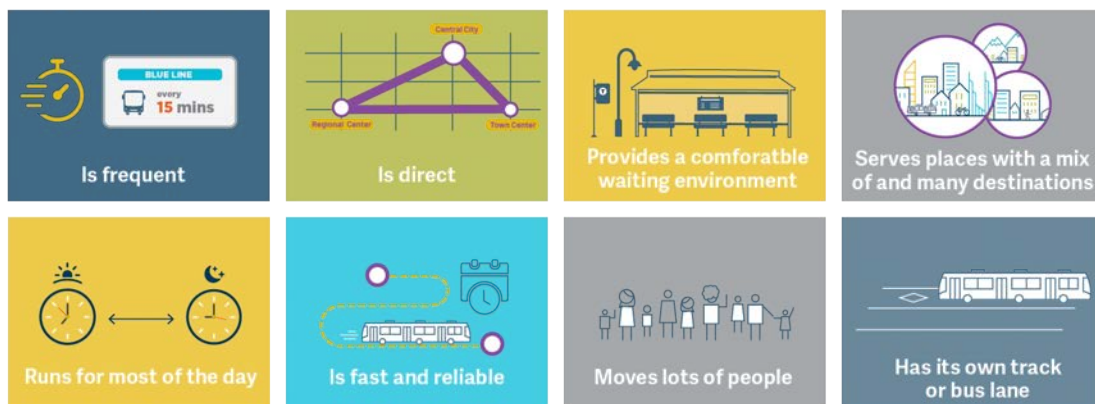 BLUE LINE
every
15 mins
Is frequent
Central City
Regional Center
Town Center
Is direct
Provides a comforatble
waiting environment
Serves places with a mix
of and many destinations
Runs for most of the day
Is fast and reliable
Moves lots of people
Has its own track
or bus lane